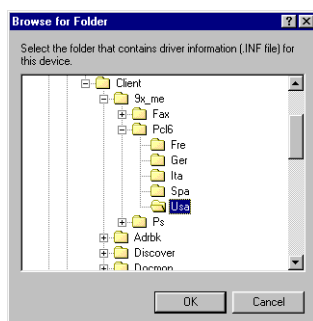 Browse for Folder
Select the folder that contains driver information (.INF file) for
this device.
Client
9x_me
Fax
Pcl6
Fre
Ger
Ita
Spa
Usa
Ps
Adrbk
Discover
Docmon
OK
Cancel